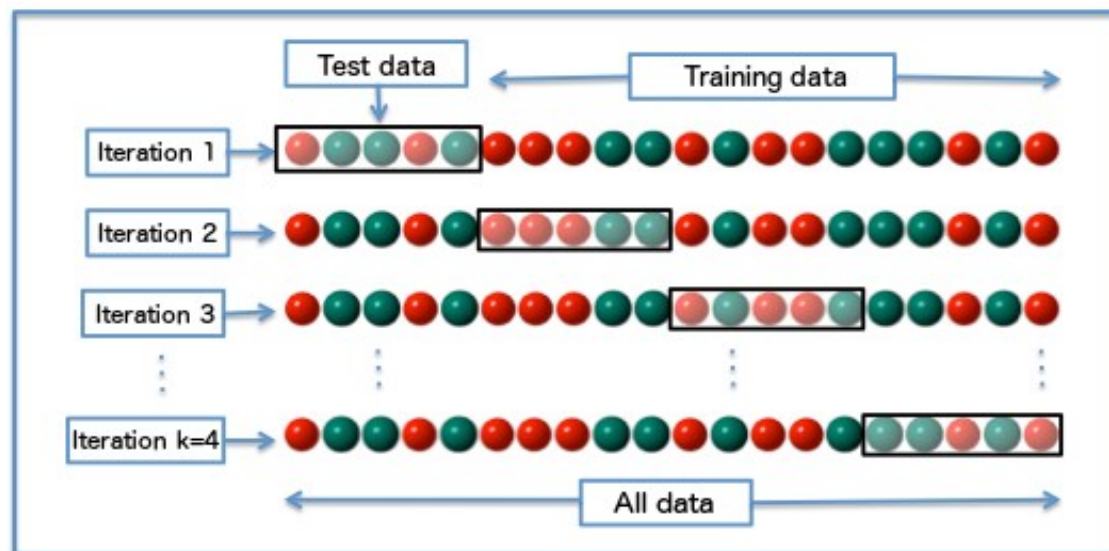 Test data
Training data
Iteration 1
Iteration 2
Iteration 3
Iteration k=4
All data